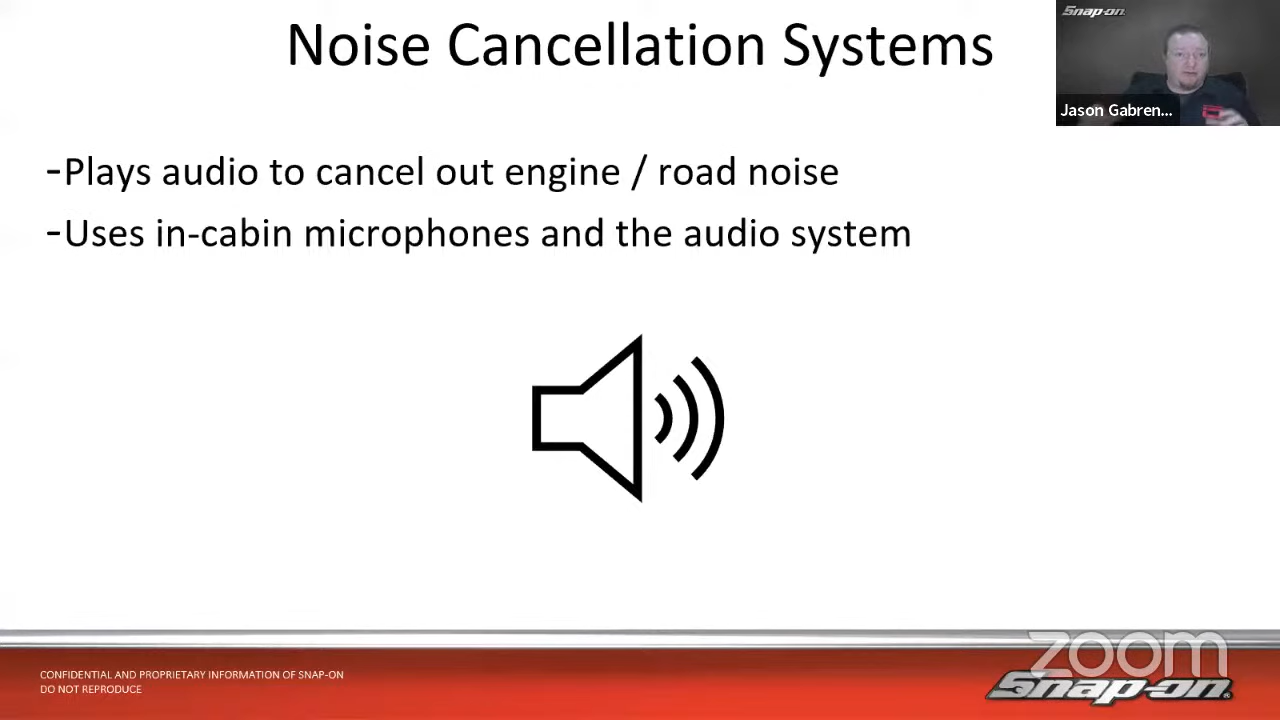 Noise Cancellation Systems
Snap-on
Jason Gabren...
-Plays audio to cancel out engine / road noise
-Uses in-cabin microphones and the audio system
CONFIDENTIAL AND PROPRIETARY INFORMATION OF SNAP-ON
DO NOT REPRODUCE
zoom
Snap-on®